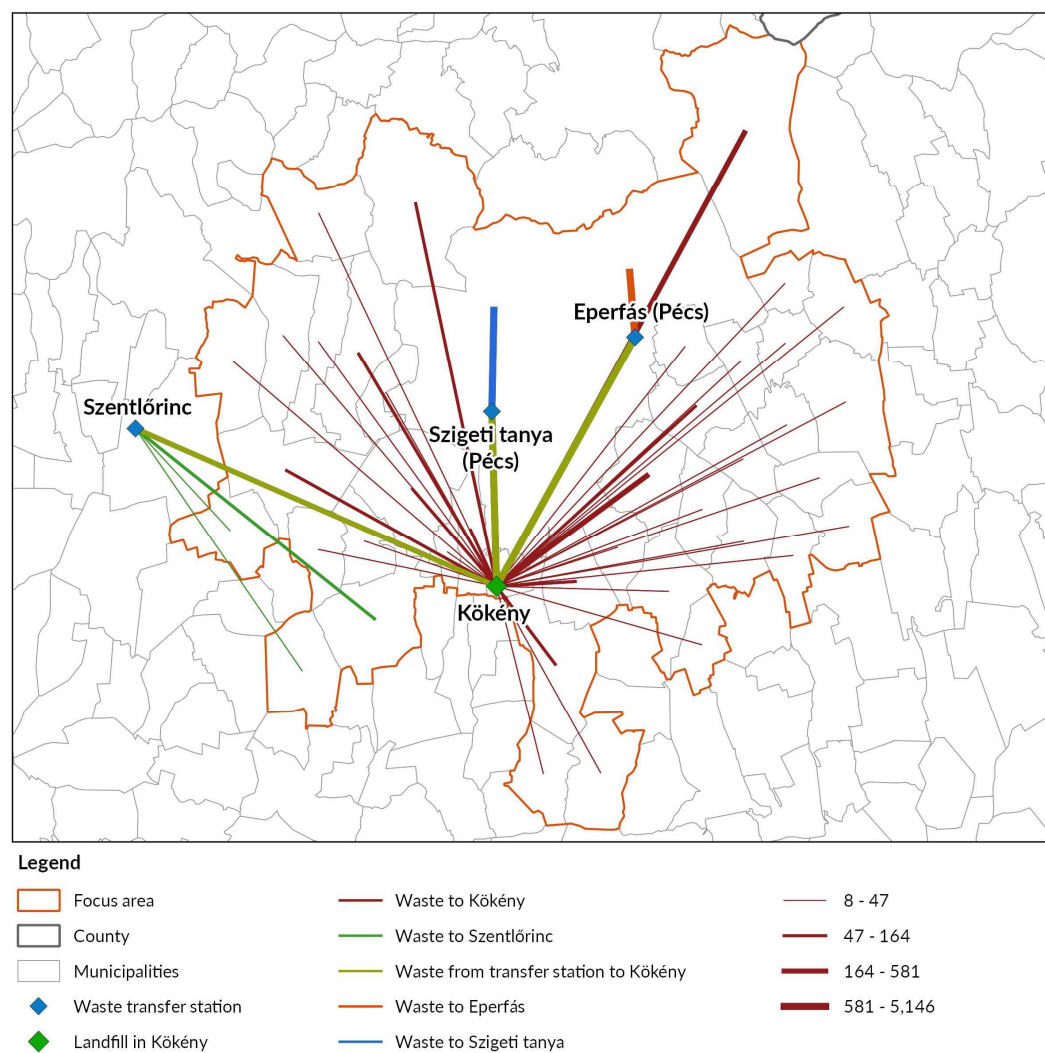 Eperfás (Pécs)
Szentlőrinc
Szigeti tanya
(Pécs)
Kökény
Legend
Focus area
County
Municipalities
Waste transfer station
Landfill in Kökény
Waste to Kökény
Waste to Szentlőrinc
Waste from transfer station to Kökény
Waste to Eperfás
Waste to Szigeti tanya
8 - 47
47 - 164
164 - 581
581 - 5,146